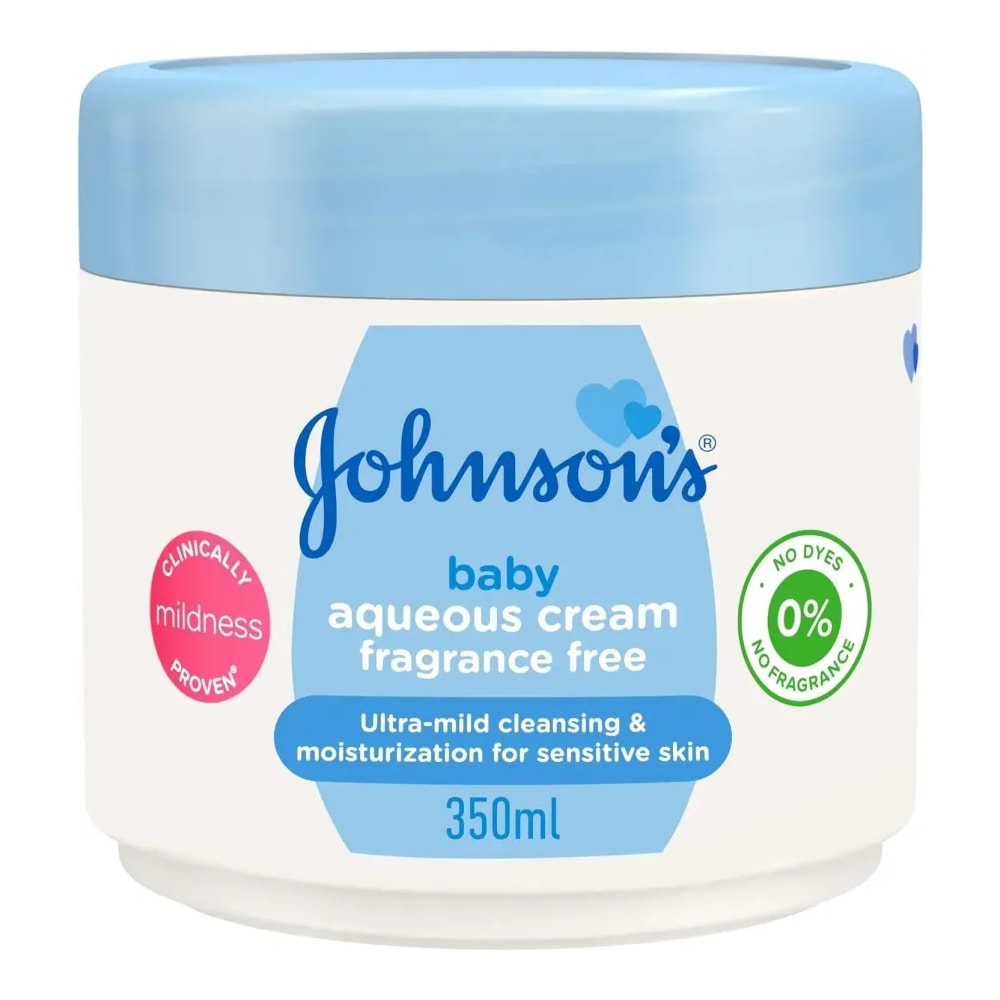 Johnson's®
baby
aqueous cream
fragrance free
CLINICALLY
mildness
PROVEN®
NO DYES
0%
NO FRAGRANCE
Ultra-mild cleansing &
moisturization for sensitive skin
350ml